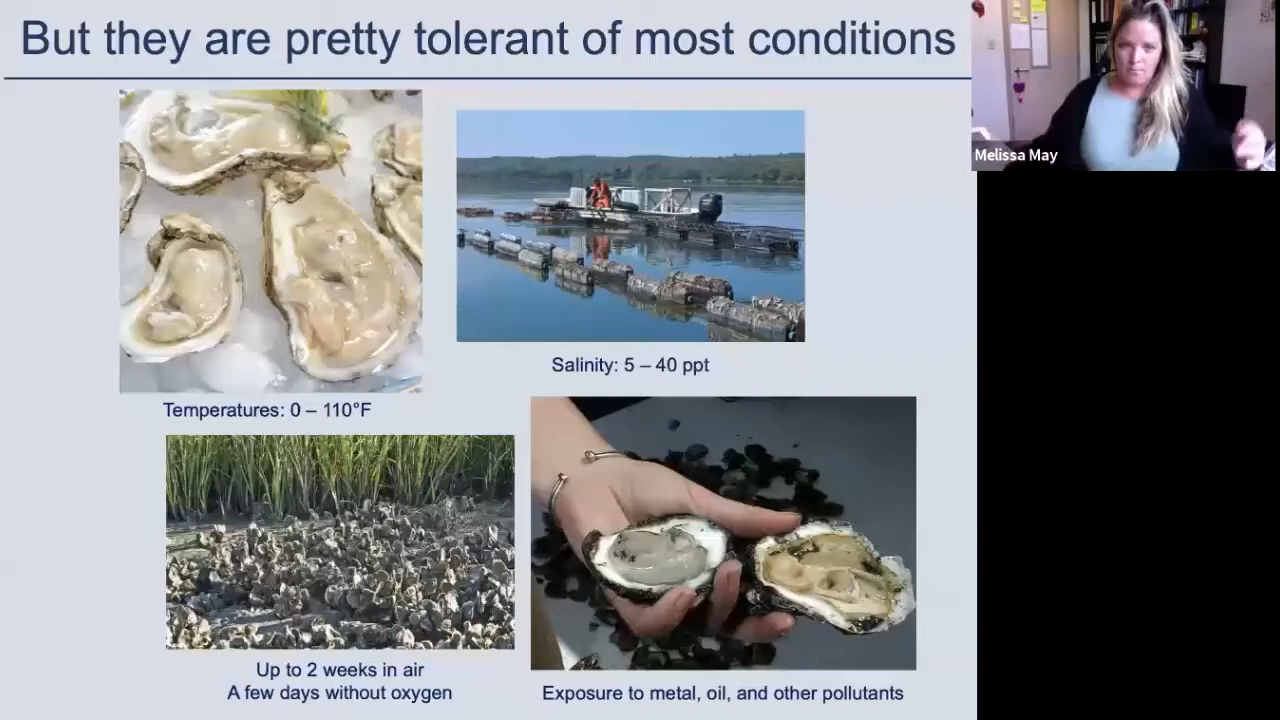 But they are pretty tolerant of most conditions
Melissa May
Salinity: 5 – 40 ppt
Temperatures: 0 – 110°F
Up to 2 weeks in air
A few days without oxygen
Exposure to metal, oil, and other pollutants